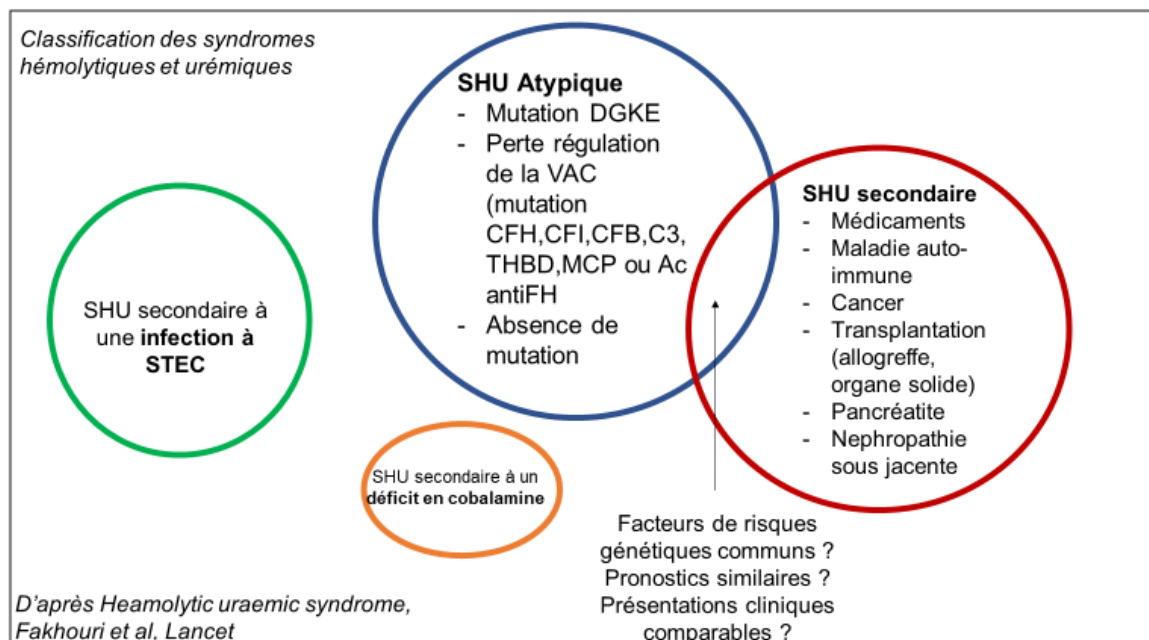 Classification des syndromes
hémolytiques et urémiques
SHU Atypique
- Mutation DGKE
- Perte régulation
de la VAC
(mutation
CFH,CFI,CFB,C3,
THBD,MCP ou Ac
antiFH
- Absence de
mutation
SHU secondaire
- Médicaments
- Maladie auto-
immune
- Cancer
- Transplantation
(allogreffe,
organe solide)
- Pancréatite
- Nephropathie
sous jacente
SHU secondaire à
une infection à
STEC
SHU secondaire à un
déficit en cobalamine
Facteurs de risques
génétiques communs ?
Pronostics similaires ?
Présentations cliniques
comparables ?
D'après Heamolytic uraemic syndrome,
Fakhouri et al, Lancet